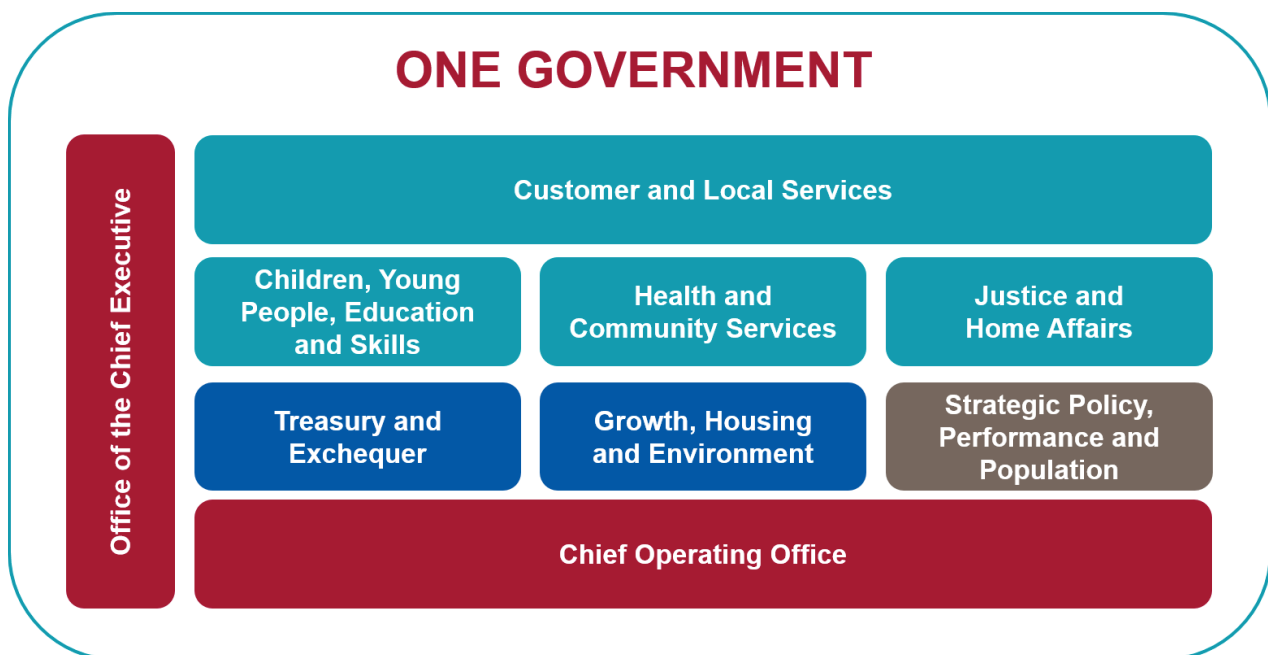 ONE GOVERNMENT
Office of the Chief Executive
Customer and Local Services
Children, Young
People, Education
and Skills
Health and
Community Services
Justice and
Home Affairs
Treasury and
Exchequer
Growth, Housing
and Environment
Strategic Policy,
Performance and
Population
Chief Operating Office